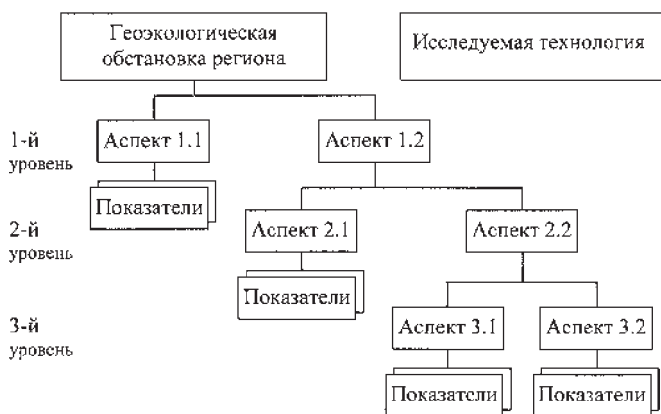 Геоэкологическая
обстановка региона
Исследуемая технология
1-й
уровень
Аспект 1.1
Аспект 1.2
Показатели
2-й
уровень
Аспект 2.1
Аспект 2.2
Показатели
3-й
уровень
Аспект 3.1
Аспект 3.2
Показатели
Показатели